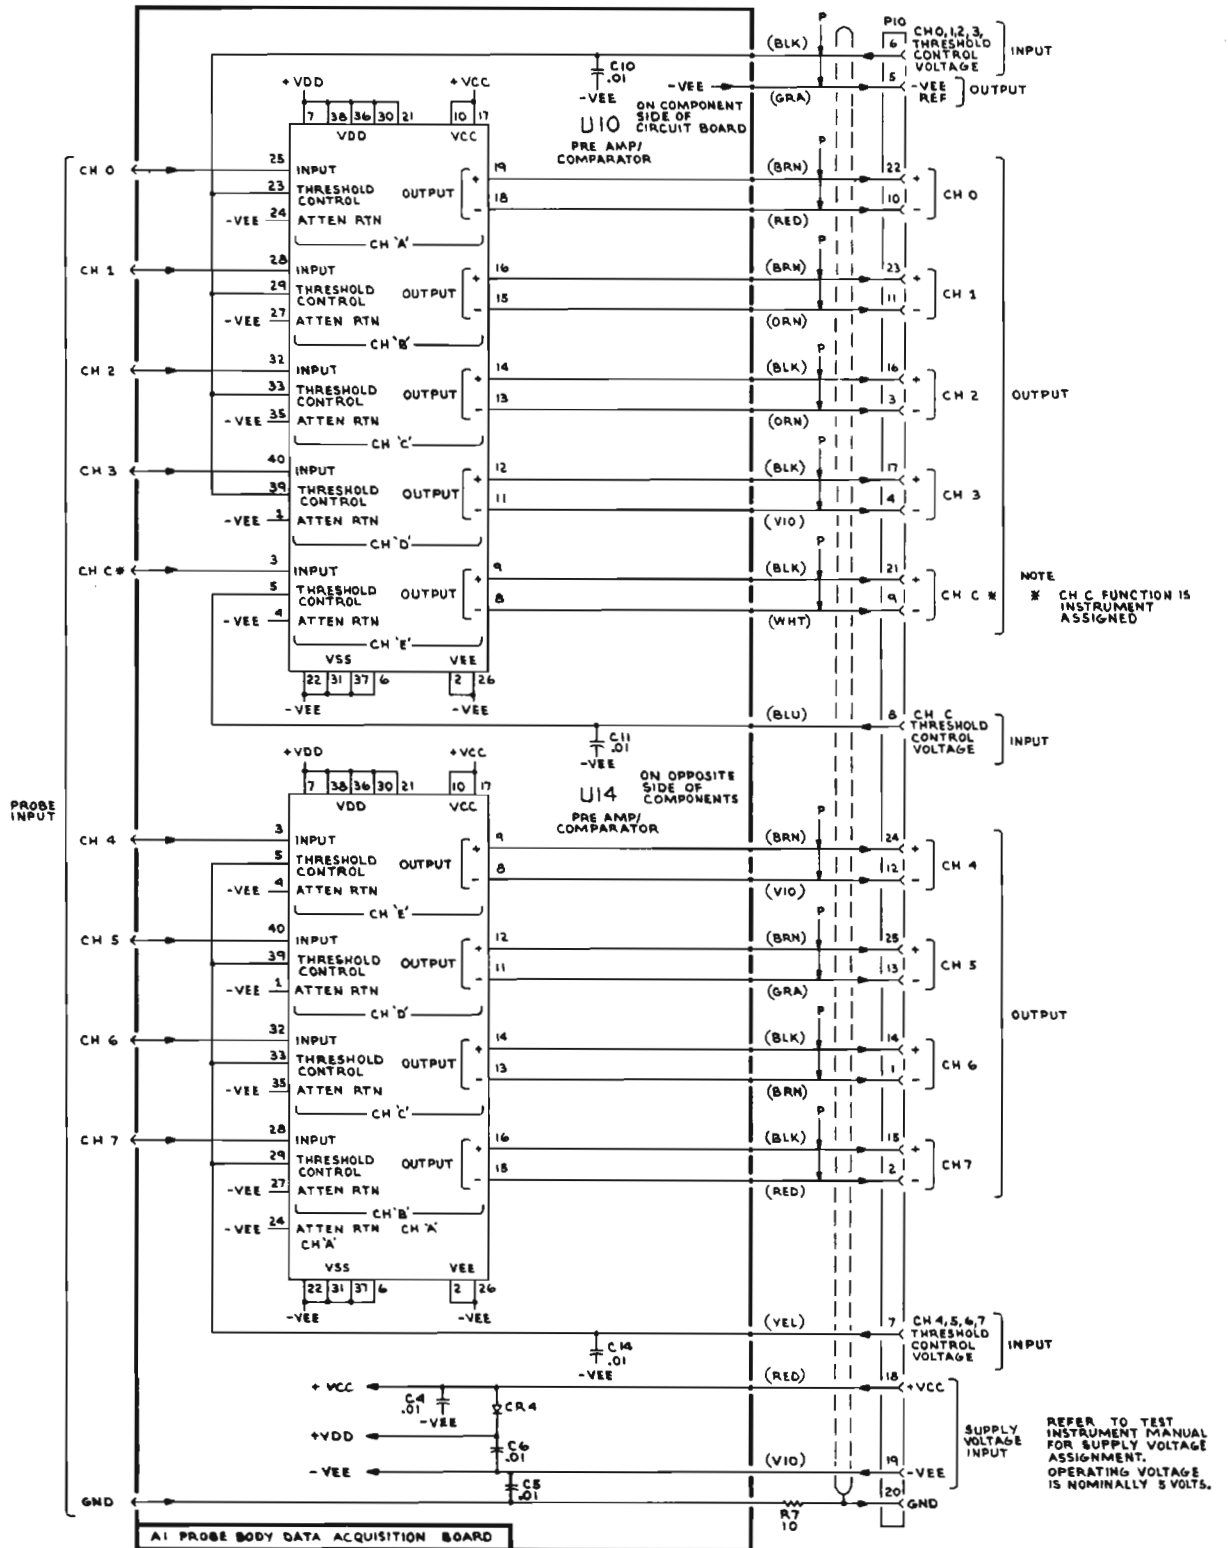 P
P10
(BLK)
6
CH 0,1,2,3,
THRESHOLD
CONTROL
VOLTAGE
INPUT
C10
.01
-VEE
-VEE
(GRA)
5
-VEE
REF
OUTPUT
+VDD
+VCC
7 38 36 30 21
10 17
VDD
VCC
U10
ON COMPONENT
SIDE OF
CIRCUIT BOARD
PRE AMP/
COMPARATOR
CH 0
25
INPUT
23
THRESHOLD
CONTROL
-VEE 24
ATTEN RTN
OUTPUT
+
-
19
18
(BRN)
(RED)
P
22
10
+
-
CH 0
CH 'A'
CH 1
28
INPUT
29
THRESHOLD
CONTROL
-VEE 27
ATTEN RTN
OUTPUT
+
-
16
15
(BRN)
(ORN)
P
23
11
+
-
CH 1
CH 'B'
CH 2
32
INPUT
33
THRESHOLD
CONTROL
-VEE 35
ATTEN RTN
OUTPUT
+
-
14
13
(BLK)
(ORN)
P
16
3
+
-
CH 2
OUTPUT
CH 'C'
CH 3
40
INPUT
39
THRESHOLD
CONTROL
-VEE 1
ATTEN RTN
OUTPUT
+
-
12
11
(BLK)
(VIO)
P
17
4
+
-
CH 3
CH 'D'
CH C*
3
INPUT
5
THRESHOLD
CONTROL
-VEE 4
ATTEN RTN
OUTPUT
+
-
9
8
(BLK)
(WHT)
P
21
9
+
-
CH C *
NOTE
* CH C FUNCTION IS
INSTRUMENT
ASSIGNED
CH 'E'
VSS
VEE
22 31 37 6
2 26
-VEE
-VEE
(BLU)
8
CH C
THRESHOLD
CONTROL
VOLTAGE
INPUT
C11
.01
-VEE
+VDD
+VCC
7 38 36 30 21
10 17
VDD
VCC
U14
ON OPPOSITE
SIDE OF
COMPONENTS
PRE AMP/
COMPARATOR
PROBE
INPUT
CH 4
3
INPUT
5
THRESHOLD
CONTROL
-VEE 4
ATTEN RTN
OUTPUT
+
-
9
8
(BRN)
(VIO)
P
24
12
+
-
CH 4
CH 'E'
CH 5
40
INPUT
39
THRESHOLD
CONTROL
-VEE 1
ATTEN RTN
OUTPUT
+
-
12
11
(BRN)
(GRA)
P
25
13
+
-
CH 5
OUTPUT
CH 'D'
CH 6
32
INPUT
33
THRESHOLD
CONTROL
-VEE 35
ATTEN RTN
OUTPUT
+
-
14
13
(BLK)
(BRN)
P
14
1
+
-
CH 6
CH 'C'
CH 7
28
INPUT
29
THRESHOLD
CONTROL
-VEE 27
ATTEN RTN
OUTPUT
+
-
16
15
(BLK)
(RED)
P
15
2
+
-
CH 7
CH 'B'
-VEE 24
ATTEN RTN CH 'A'
CH 'A'
VSS
VEE
22 31 37 6
2 26
-VEE
-VEE
(YEL)
7
CH 4,5,6,7
THRESHOLD
CONTROL
VOLTAGE
INPUT
C14
.01
-VEE
+VCC
C4
.01
-VEE
CR4
(RED)
18
+VCC
+VDD
C6
.01
-VEE
C5
.01
(VIO)
19
-VEE
SUPPLY
VOLTAGE
INPUT
REFER TO TEST
INSTRUMENT MANUAL
FOR SUPPLY VOLTAGE
ASSIGNMENT.
OPERATING VOLTAGE
IS NOMINALLY 5 VOLTS.
GND
R7
10
20
GND
A1 PROBE BODY DATA ACQUISITION BOARD